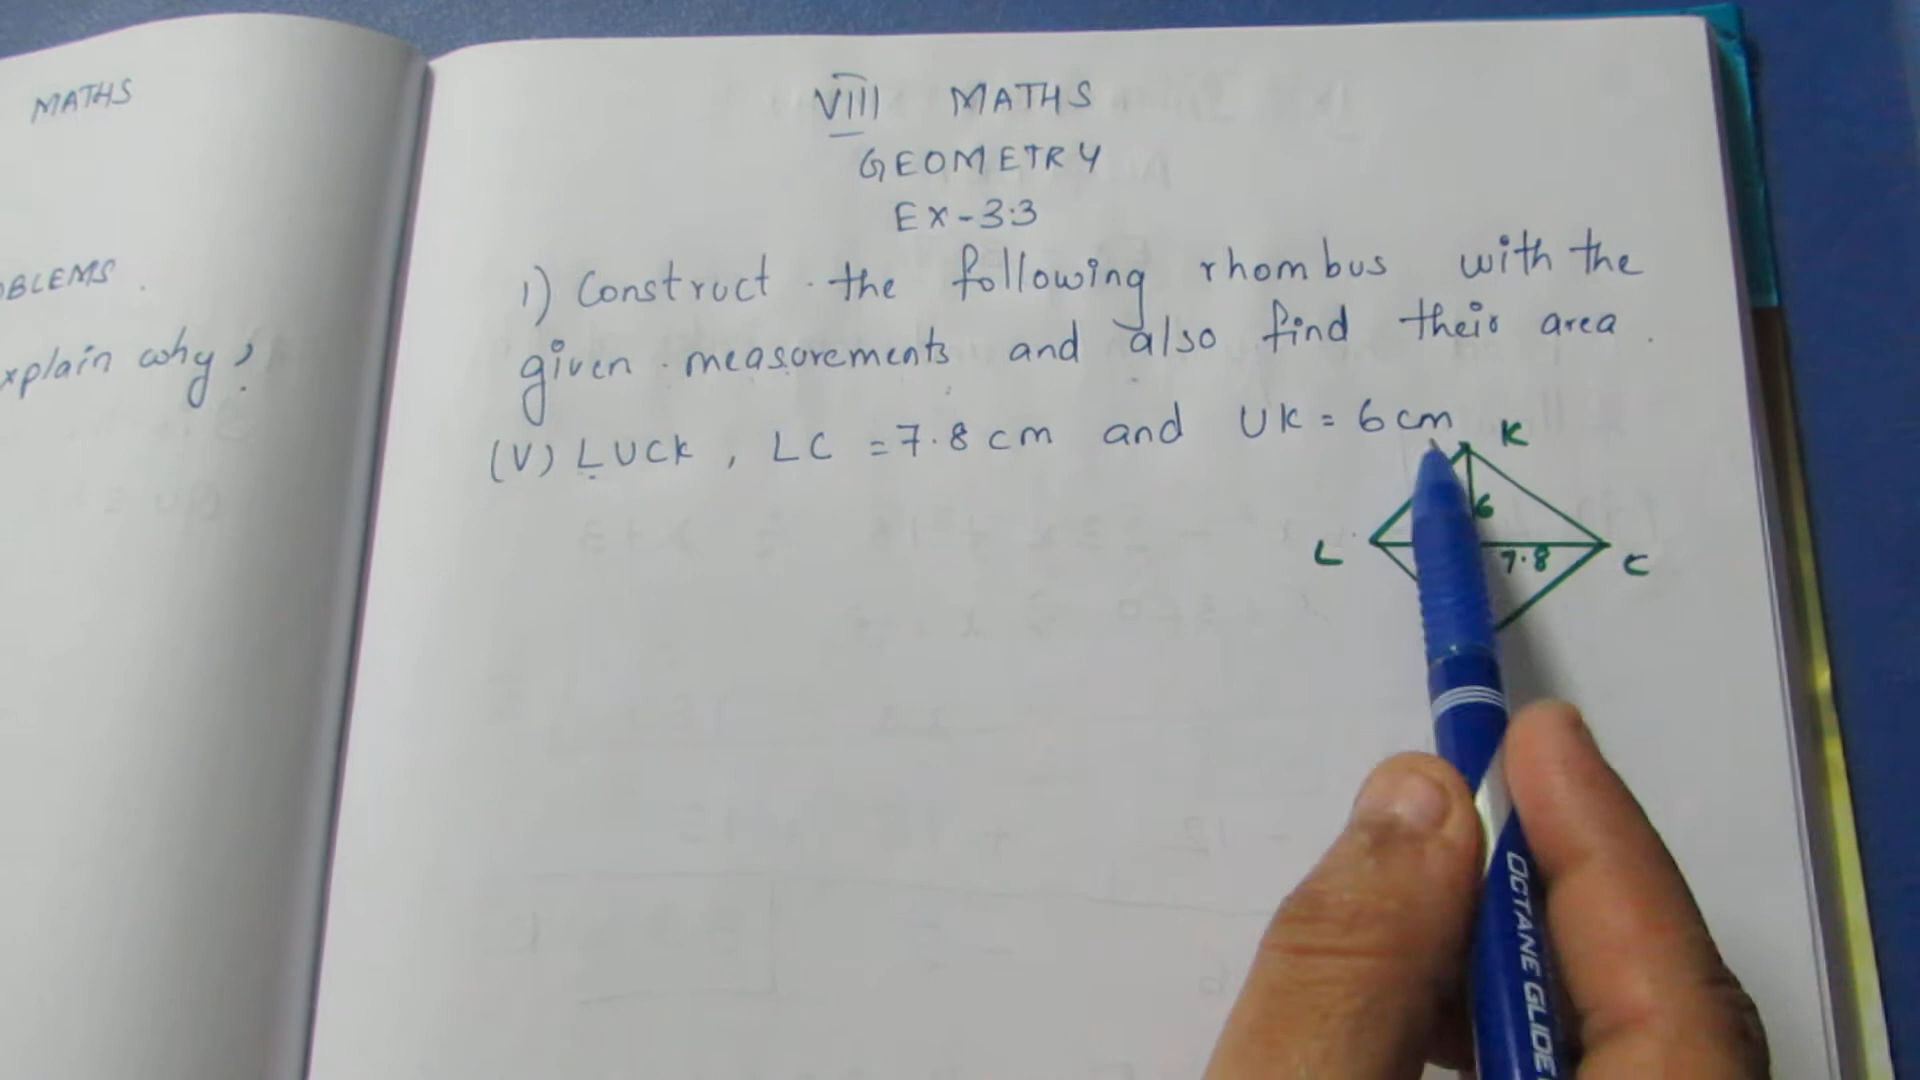 MATHS
OBLEMS
xplain why?
VIII MATHS
GEOMETRY
EX-3.3
1) Construct the following rhombus with the
given measurements and also find their area.
(V) LUCK, LC = 7.8 cm and UK = 6 cm
K
6
L
7.8
C
OCTANE GLIDE